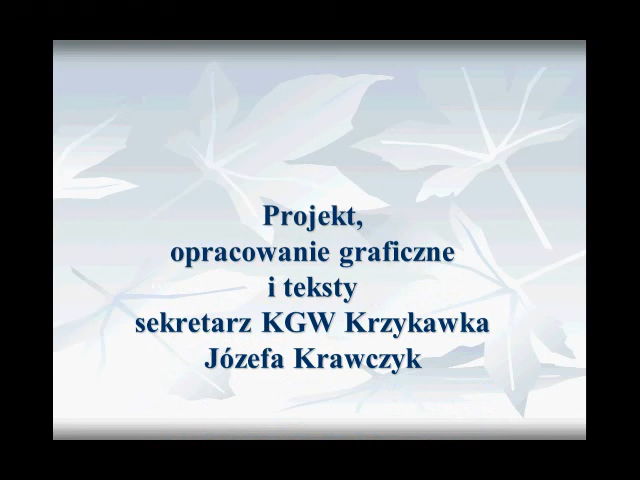 Projekt,
opracowanie graficzne
i teksty
sekretarz KGW Krzykawka
Józefa Krawczyk